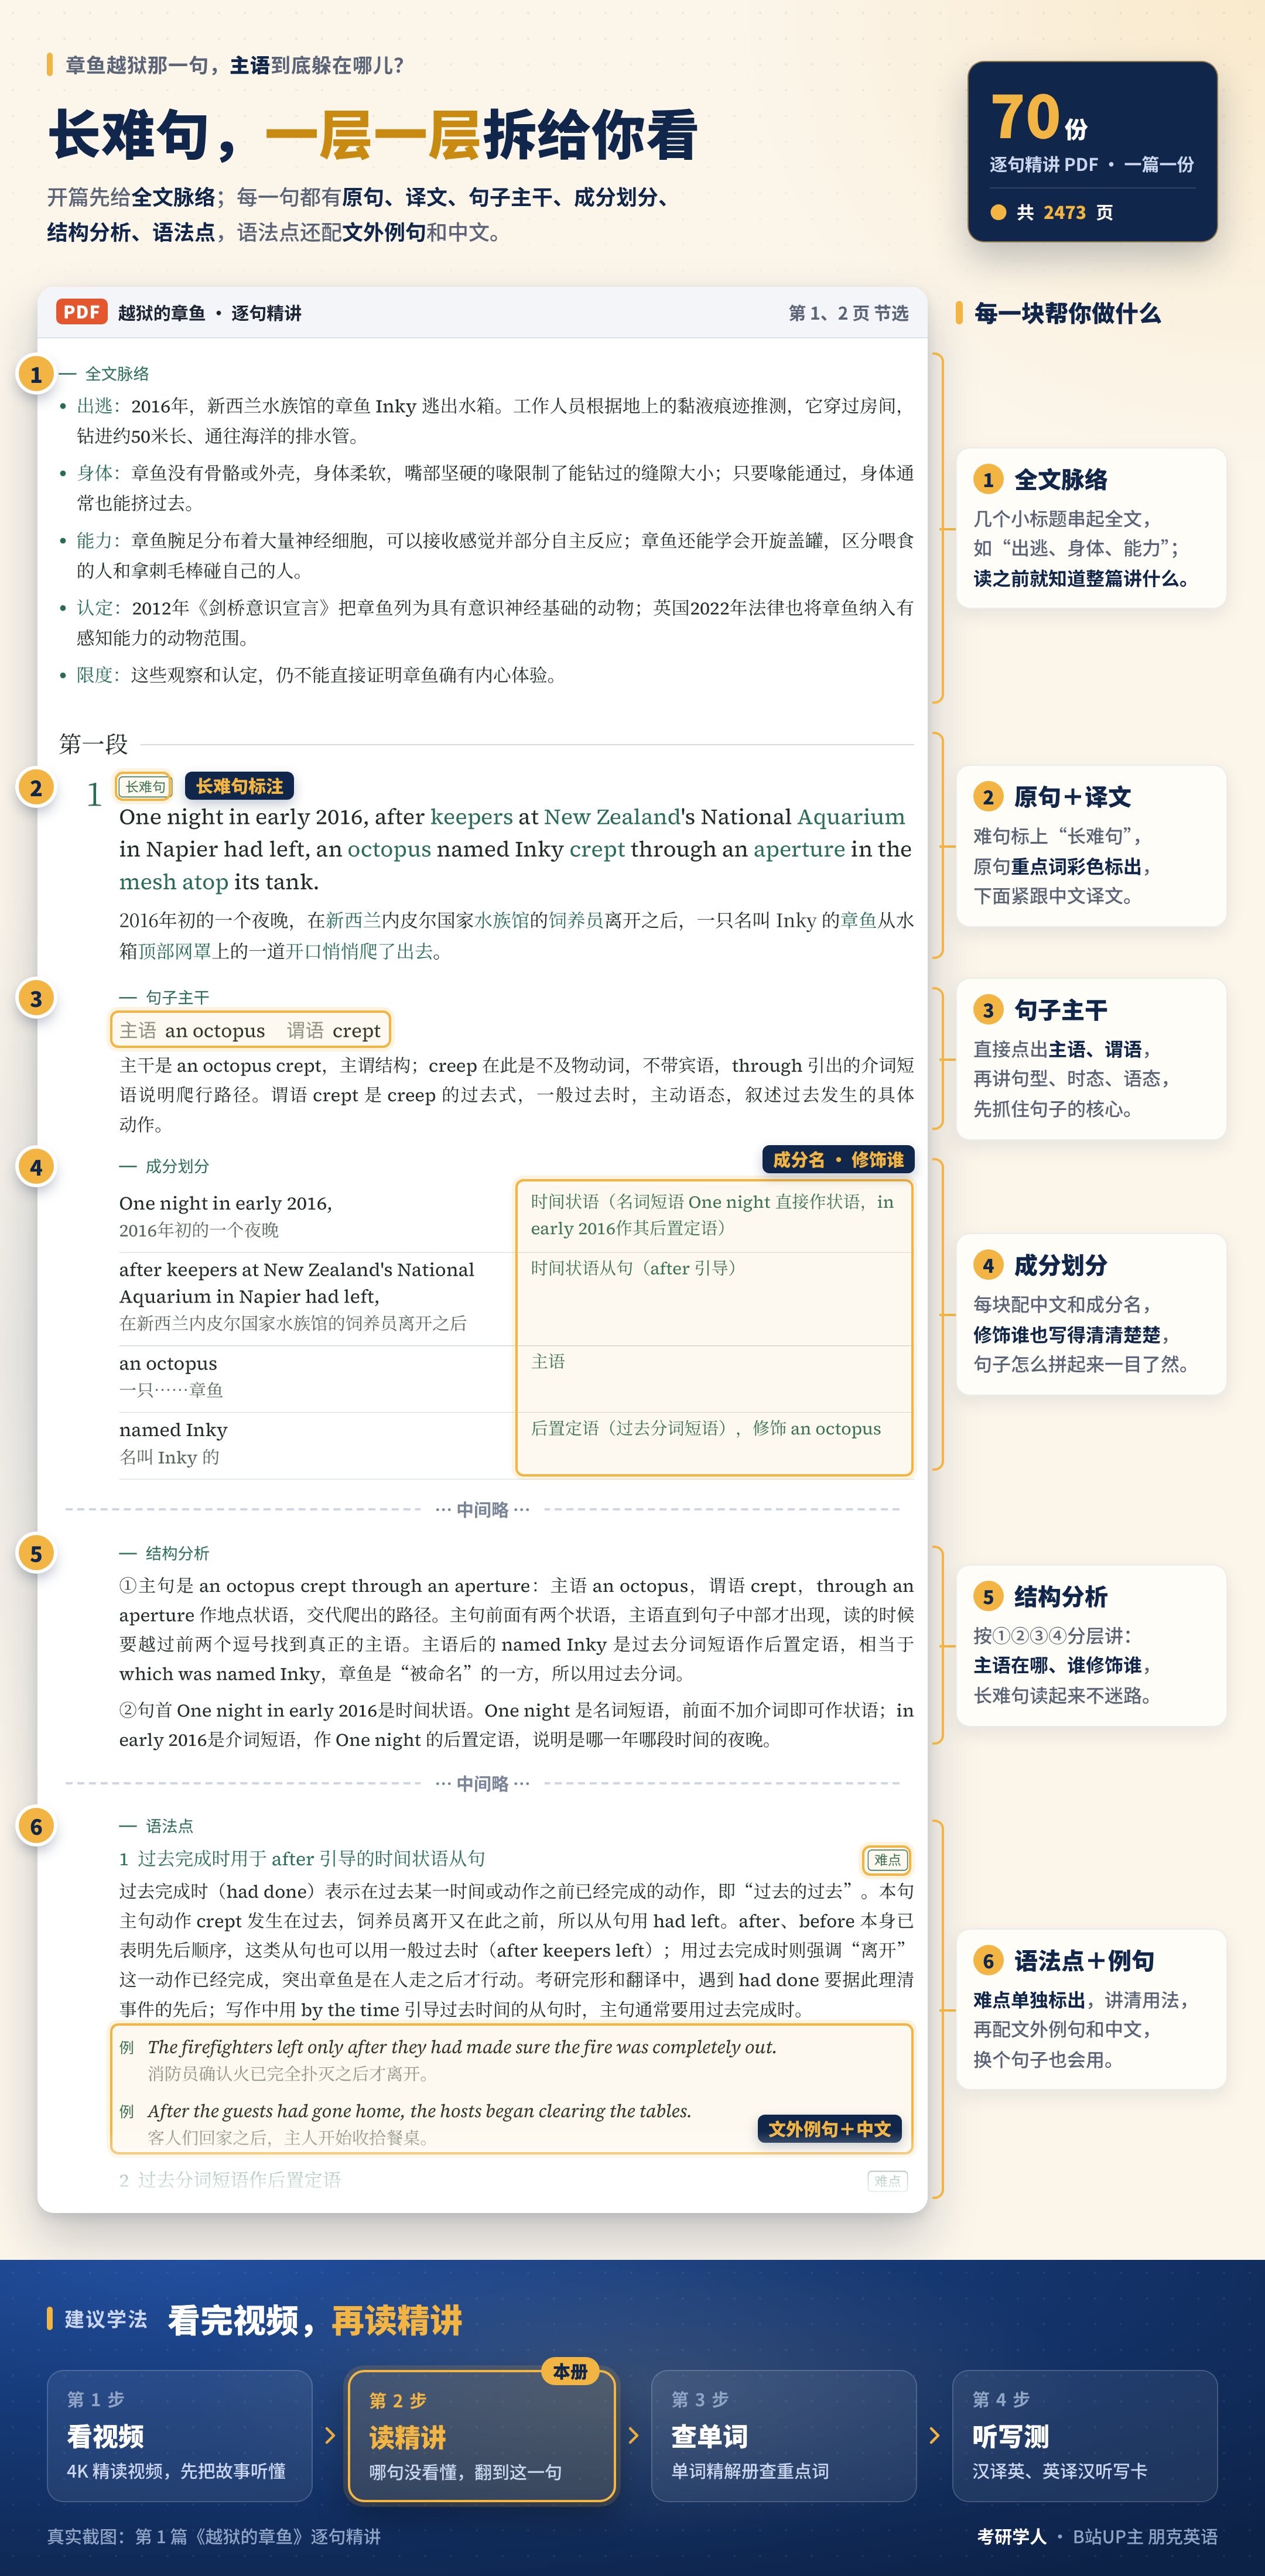 章鱼越狱那一句，主语到底躲在哪儿？
长难句，一层一层拆给你看
开篇先给全文脉络；每一句都有原句、译文、句子主干、成分划分、
结构分析、语法点，语法点还配文外例句和中文。
70份
逐句精讲 PDF · 一篇一份
共 2473 页
PDF 越狱的章鱼 · 逐句精讲
第 1、2 页 节选
每一块帮你做什么
1
全文脉络
• 出逃：2016年，新西兰水族馆的章鱼 Inky 逃出水箱。工作人员根据地上的黏液痕迹推测，它穿过房间，
钻进约50米长、通往海洋的排水管。
• 身体：章鱼没有骨骼或外壳，身体柔软，嘴部坚硬的喙限制了能钻过的缝隙大小；只要喙能通过，身体通
常也能挤过去。
• 能力：章鱼腕足分布着大量神经细胞，可以接收感觉并部分自主反应；章鱼还能学会开旋盖罐，区分喂食
的人和拿刺毛棒碰自己的人。
• 认定：2012年《剑桥意识宣言》把章鱼列为具有意识神经基础的动物；英国2022年法律也将章鱼纳入有
感知能力的动物范围。
• 限度：这些观察和认定，仍不能直接证明章鱼确有内心体验。
1 全文脉络
几个小标题串起全文，
如“出逃、身体、能力”；
读之前就知道整篇讲什么。
第一段
2
1 长难句 长难句标注
One night in early 2016, after keepers at New Zealand's National Aquarium
in Napier had left, an octopus named Inky crept through an aperture in the
mesh atop its tank.
2016年初的一个夜晚，在新西兰内皮尔国家水族馆的饲养员离开之后，一只名叫 Inky 的章鱼从水
箱顶部网罩上的一道开口悄悄爬了出去。
2 原句＋译文
难句标上“长难句”，
原句重点词彩色标出，
下面紧跟中文译文。
3
句子主干
主语 an octopus 谓语 crept
主干是 an octopus crept，主谓结构；creep 在此是不及物动词，不带宾语，through 引出的介词短
语说明爬行路径。谓语 crept 是 creep 的过去式，一般过去时，主动语态，叙述过去发生的具体
动作。
3 句子主干
直接点出主语、谓语，
再讲句型、时态、语态，
先抓住句子的核心。
4
成分划分
成分名 · 修饰谁
One night in early 2016,
2016年初的一个夜晚
时间状语（名词短语 One night 直接作状语，in
early 2016作其后置定语）
after keepers at New Zealand's National
Aquarium in Napier had left,
在新西兰内皮尔国家水族馆的饲养员离开之后
时间状语从句（after 引导）
an octopus
一只……章鱼
主语
named Inky
名叫 Inky 的
后置定语（过去分词短语），修饰 an octopus
4 成分划分
每块配中文和成分名，
修饰谁也写得清清楚楚，
句子怎么拼起来一目了然。
··· 中间略 ···
5
结构分析
①主句是 an octopus crept through an aperture：主语 an octopus，谓语 crept，through an
aperture 作地点状语，交代爬出的路径。主句前面有两个状语，主语直到句子中部才出现，读的时候
要越过前两个逗号找到真正的主语。主语后的 named Inky 是过去分词短语作后置定语，相当于
which was named Inky，章鱼是“被命名”的一方，所以用过去分词。
②句首 One night in early 2016是时间状语。One night 是名词短语，前面不加介词即可作状语；in
early 2016是介词短语，作 One night 的后置定语，说明是哪一年哪段时间的夜晚。
5 结构分析
按①②③④分层讲：
主语在哪、谁修饰谁，
长难句读起来不迷路。
··· 中间略 ···
6
语法点
1 过去完成时用于 after 引导的时间状语从句
难点
过去完成时（had done）表示在过去某一时间或动作之前已经完成的动作，即“过去的过去”。本句
主句动作 crept 发生在过去，饲养员离开又在此之前，所以从句用 had left。after、before 本身已
表明先后顺序，这类从句也可以用一般过去时（after keepers left）；用过去完成时则强调“离开”
这一动作已经完成，突出章鱼是在人走之后才行动。考研完形和翻译中，遇到 had done 要据此理清
事件的先后；写作中用 by the time 引导过去时间的从句时，主句通常要用过去完成时。
例 The firefighters left only after they had made sure the fire was completely out.
消防员确认火已完全扑灭之后才离开。
例 After the guests had gone home, the hosts began clearing the tables.
客人们回家之后，主人开始收拾餐桌。
文外例句＋中文
2 过去分词短语作后置定语
难点
6 语法点＋例句
难点单独标出，讲清用法，
再配文外例句和中文，
换个句子也会用。
建议学法 看完视频，再读精讲
第 1 步
看视频
4K 精读视频，先把故事听懂
本册
第 2 步
读精讲
哪句没看懂，翻到这一句
第 3 步
查单词
单词精解册查重点词
第 4 步
听写测
汉译英、英译汉听写卡
真实截图：第 1 篇《越狱的章鱼》逐句精讲
考研学人 · B站UP主 朋克英语